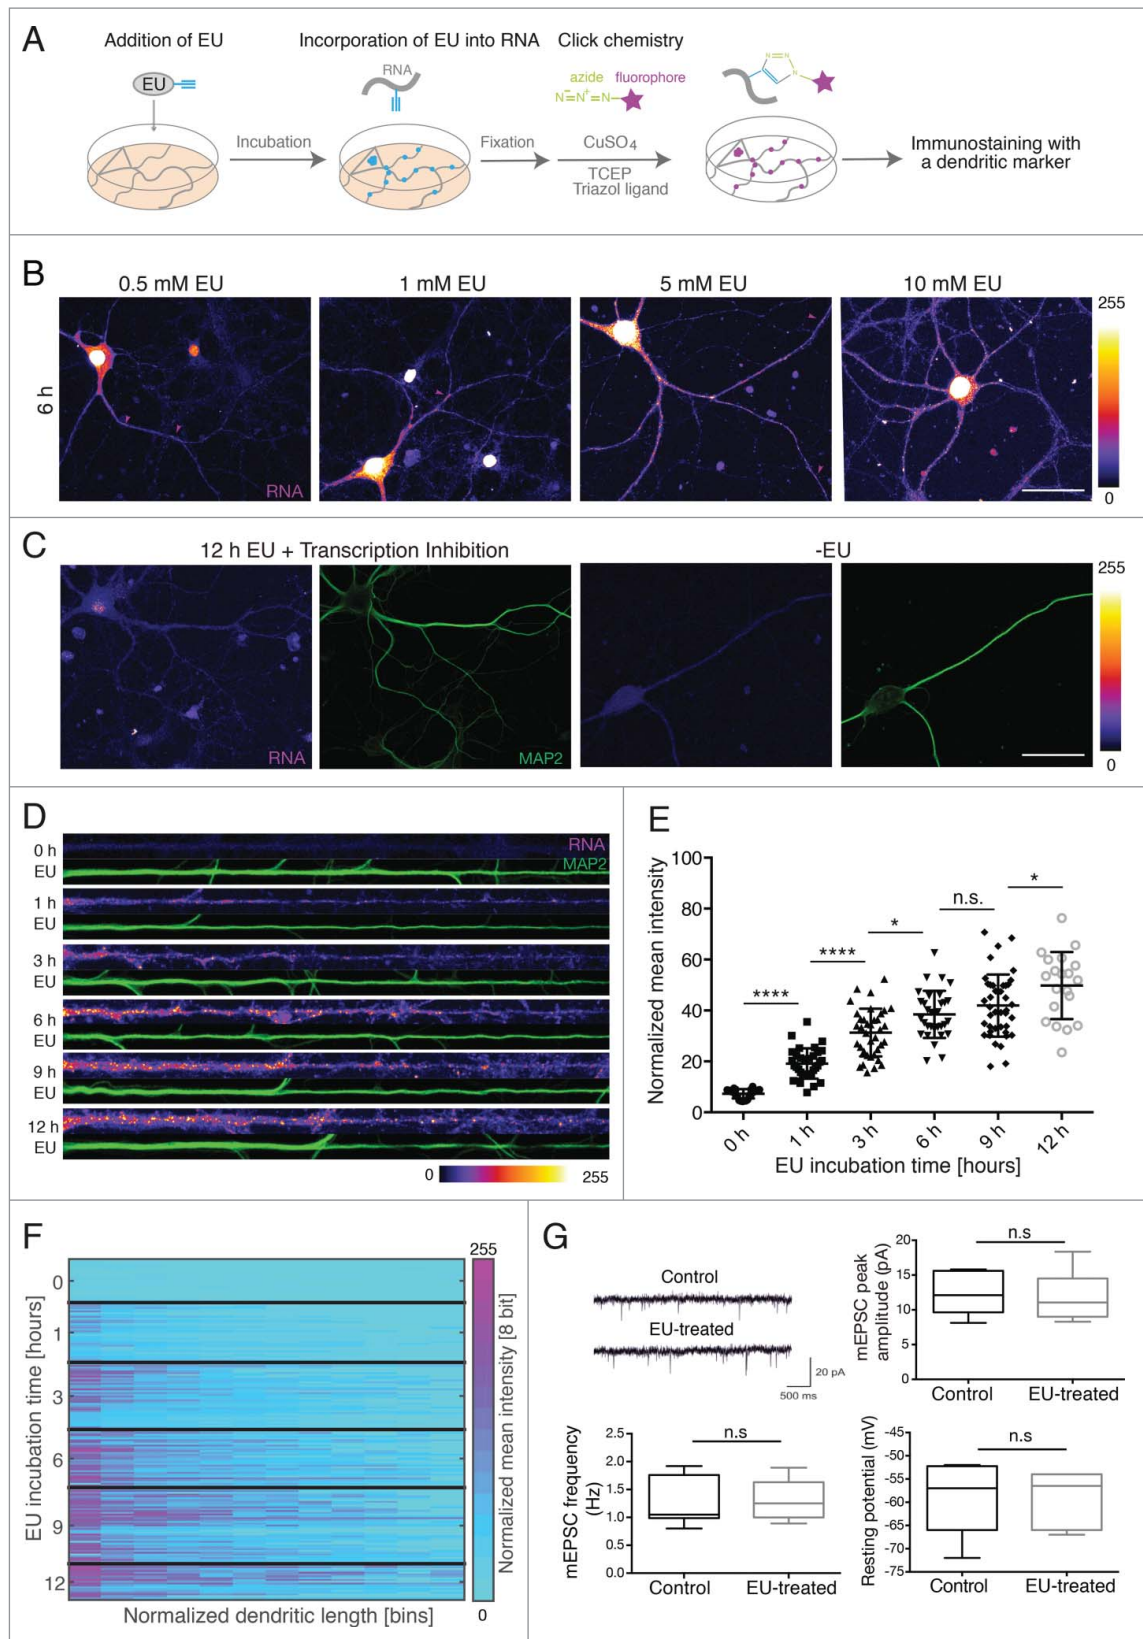 A
Addition of EU
Incorporation of EU into RNA
Click chemistry
EU
RNA
azide
fluorophore
N=N=N
− +
N=N
N
Incubation
Fixation
CuSO4
TCEP
Triazol ligand
Immunostaining with
a dendritic marker
B
0.5 mM EU
1 mM EU
5 mM EU
10 mM EU
6 h
RNA
255
0
C
12 h EU + Transcription Inhibition
-EU
RNA
MAP2
255
0
D
0 h
EU
RNA
MAP2
1 h
EU
3 h
EU
6 h
EU
9 h
EU
12 h
EU
0
255
E
Normalized mean intensity
100
80
60
40
20
0
****
****
*
n.s.
*
0 h
1 h
3 h
6 h
9 h
12 h
EU incubation time [hours]
F
EU incubation time [hours]
0
1
3
6
9
12
Normalized dendritic length [bins]
255
Normalized mean intensity [8 bit]
0
G
Control
EU-treated
20 pA
500 ms
mEPSC peak
amplitude (pA)
20
15
10
5
0
n.s
Control
EU-treated
mEPSC frequency
(Hz)
2.5
2.0
1.5
1.0
0.5
0.0
n.s
Control
EU-treated
Resting potential (mV)
-45
-50
-55
-60
-65
-70
-75
n.s
Control
EU-treated